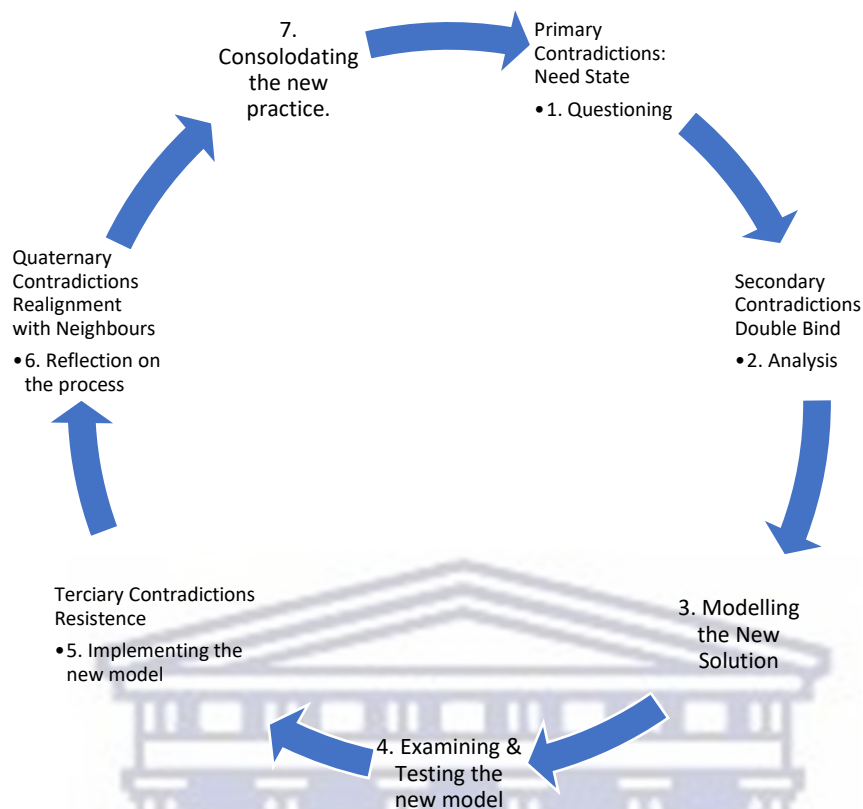 Primary
Contradictions:
Need State
•1. Questioning
Secondary
Contradictions
Double Bind
•2. Analysis
3. Modelling
the New
Solution
4. Examining &
Testing the
new model
Terciary Contradictions
Resistence
•5. Implementing the
new model
Quaternary
Contradictions
Realignment
with Neighbours
•6. Reflection on
the process
7.
Consolodating
the new
practice.